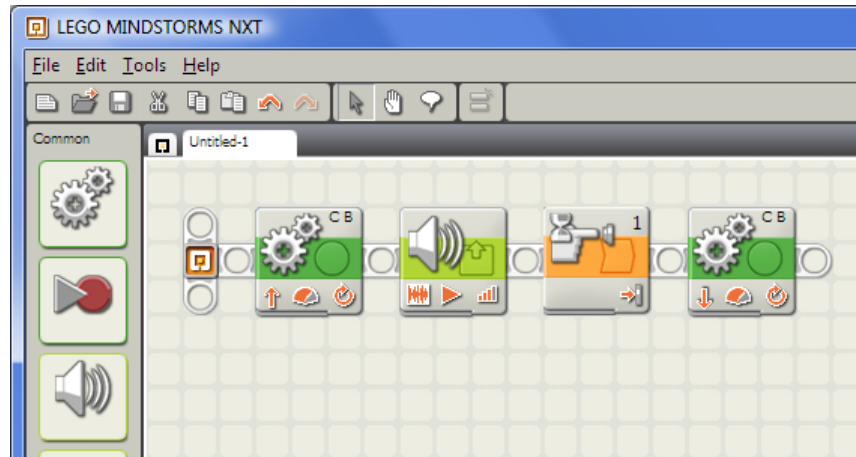 LEGO MINDSTORMS NXT
File Edit Tools Help
Common
Untitled-1
C B
1
C B